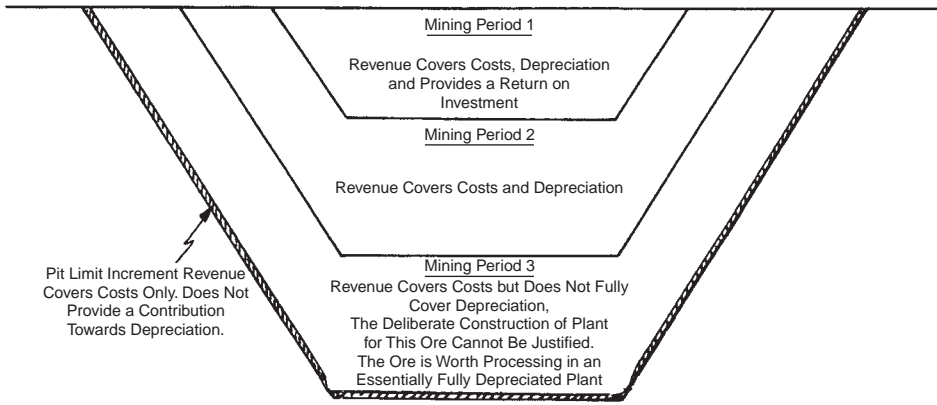 Mining Period 1
Revenue Covers Costs, Depreciation
and Provides a Return on
Investment
Mining Period 2
Revenue Covers Costs and Depreciation
Mining Period 3
Revenue Covers Costs but Does Not Fully
Cover Depreciation,
The Deliberate Construction of Plant
for This Ore Cannot Be Justified.
The Ore is Worth Processing in an
Essentially Fully Depreciated Plant
Pit Limit Increment Revenue
Covers Costs Only. Does Not
Provide a Contribution
Towards Depreciation.